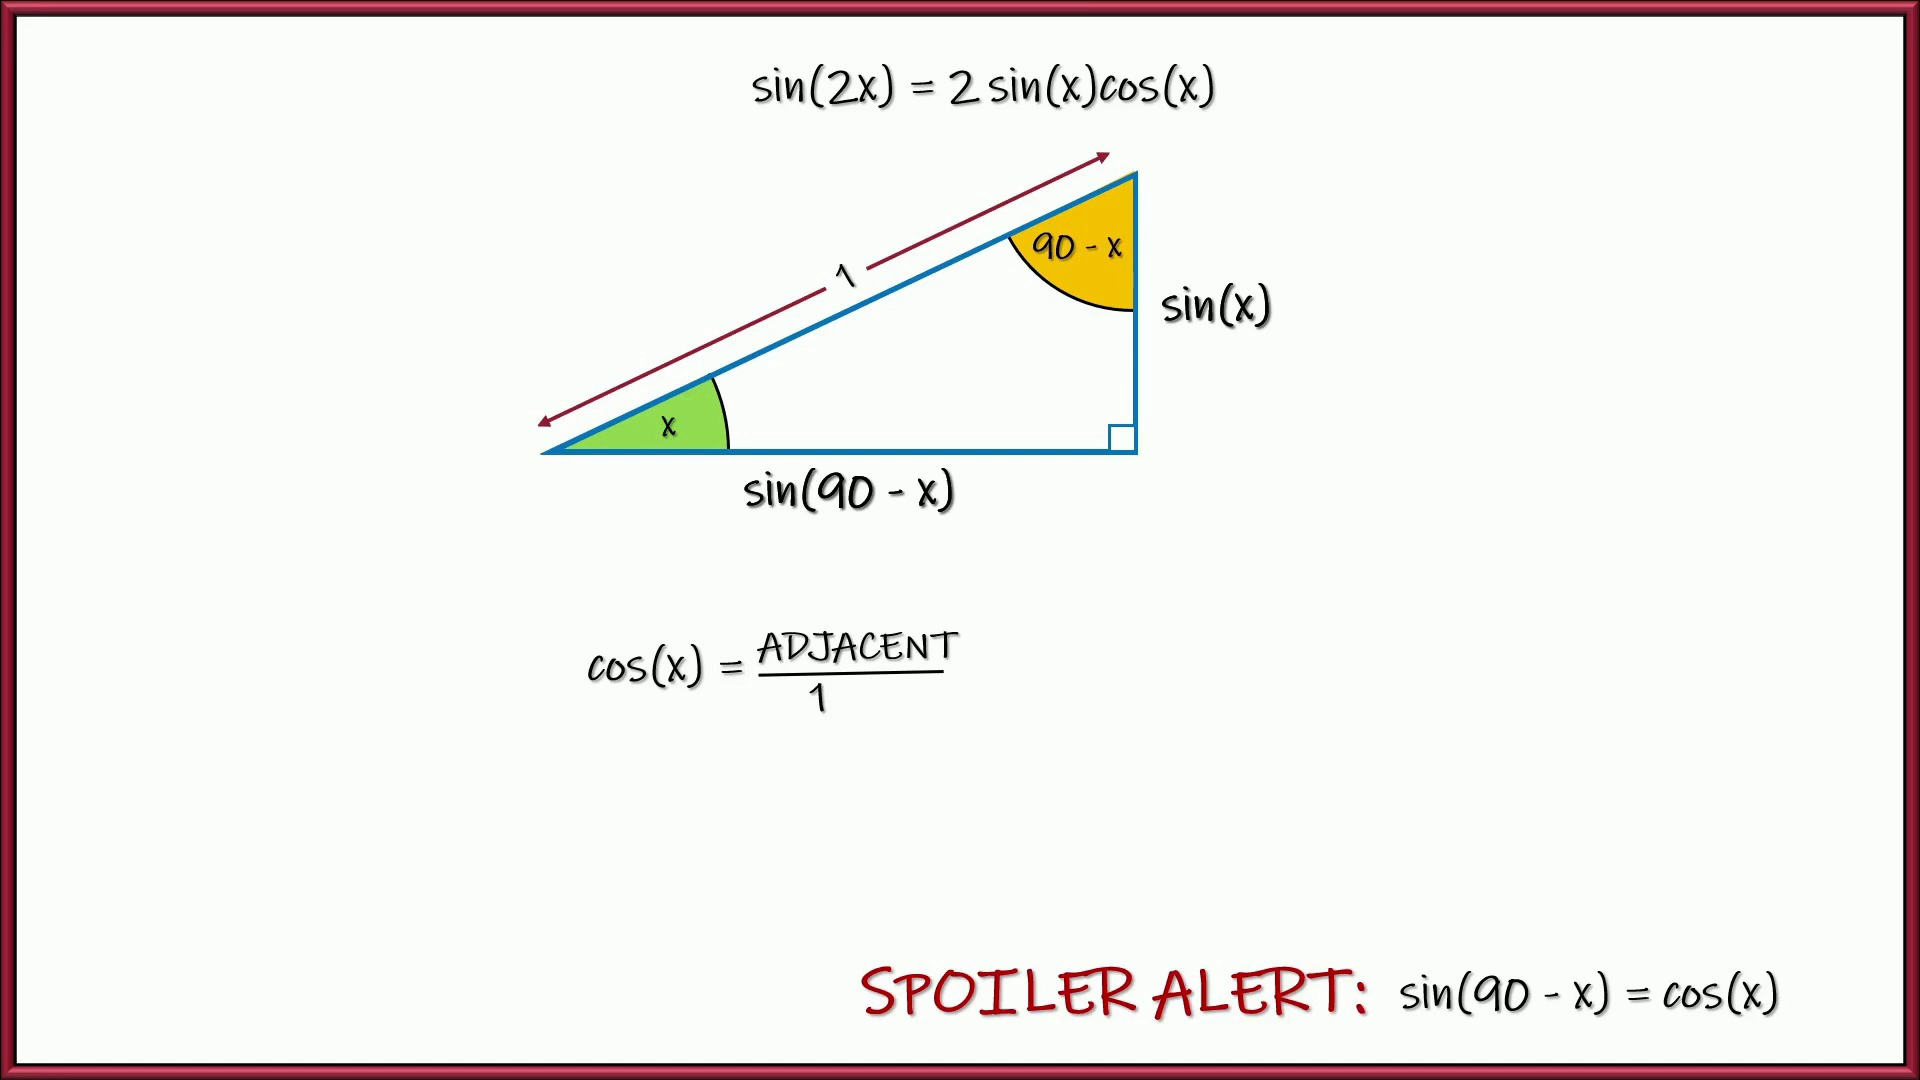 sin(2x) = 2 sin(x)cos(x)
1
90 - x
sin(x)
x
sin(90 - x)
cos(x) = ADJACENT
1
SPOILER ALERT: sin(90 - x) = cos(x)